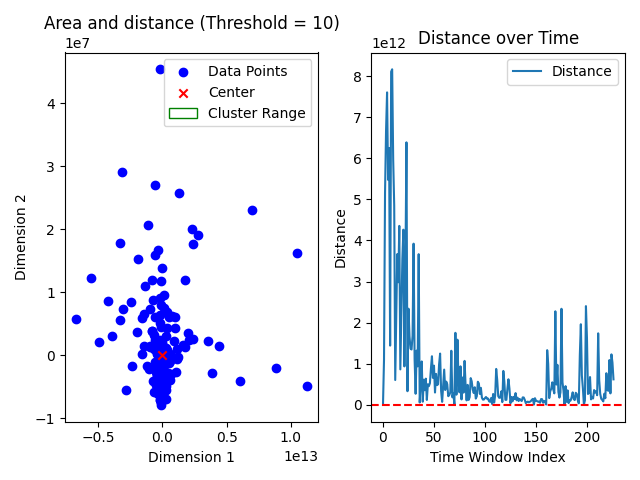 Area and distance (Threshold = 10)
1e7
Data Points
Center
Cluster Range
4
3
2
1
0
−1
Dimension 2
−0.5
0.0
0.5
1.0
1e13
Dimension 1
Distance over Time
1e12
Distance
8
7
6
5
4
3
2
1
0
Distance
0
50
100
150
200
Time Window Index